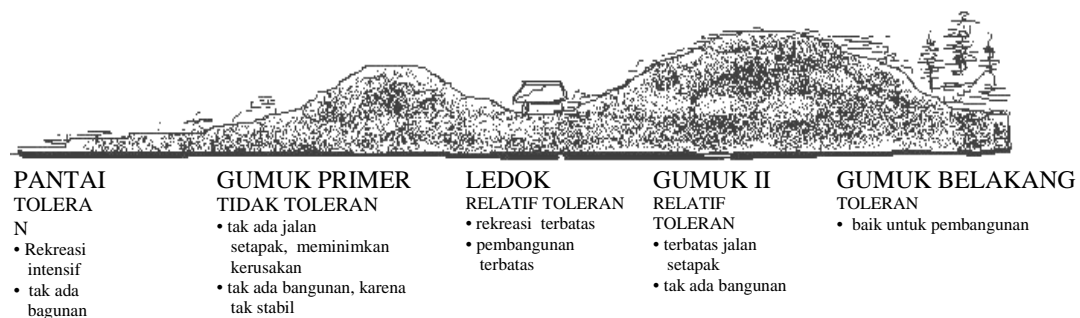 PANTAI
TOLERA
N
• Rekreasi
intensif
• tak ada
bagunan
GUMUK PRIMER
TIDAK TOLERAN
• tak ada jalan
setapak, meminimkan
kerusakan
• tak ada bangunan, karena
tak stabil
LEDOK
RELATIF TOLERAN
• rekreasi terbatas
• pembangunan
terbatas
GUMUK II
RELATIF
TOLERAN
• terbatas jalan
setapak
• tak ada bangunan
GUMUK BELAKANG
TOLERAN
• baik untuk pembangunan